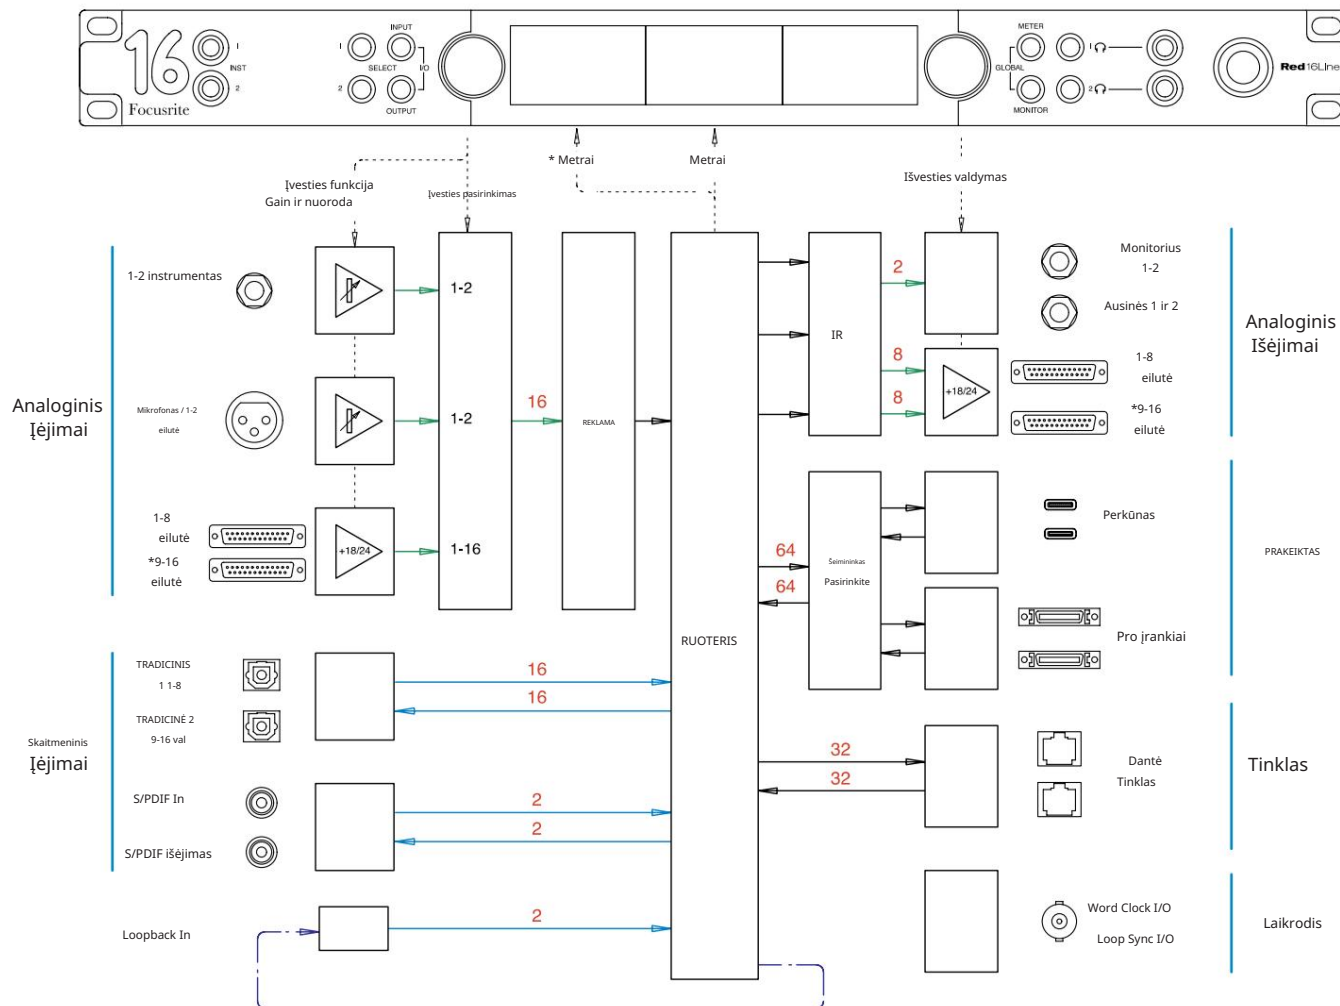 16
Focusrite
1
INST
2
1
INPUT
SELECT
I/O
2
OUTPUT
METER
1
GLOBAL
2
MONITOR
Red 16Line
* Metrai
Metrai
Įvesties funkcija
Gain ir nuoroda
Įvesties pasirinkimas
Išvesties valdymas
Analoginis
Įėjimai
1-2 instrumentas
Mikrofonas / 1-2
eilutė
1-8
eilutė
*9-16
eilutė
+18/24
1-2
1-2
1-16
16
REKLAMA
RUOTERIS
IR
2
8
8
+18/24
Monitorius
1-2
Ausinės 1 ir 2
1-8
eilutė
*9-16
eilutė
Analoginis
Išėjimai
64
64
Šeimininkas
Pasirinkite
Perkūnas
Pro įrankiai
PRAKEIKTAS
Skaitmeninis
Įėjimai
TRADICINIS
1 1-8
TRADICINĖ 2
9-16 val
S/PDIF In
S/PDIF išėjimas
16
16
2
2
32
32
Dantė
Tinklas
Tinklas
Loopback In
2
Word Clock I/O
Loop Sync I/O
Laikrodis